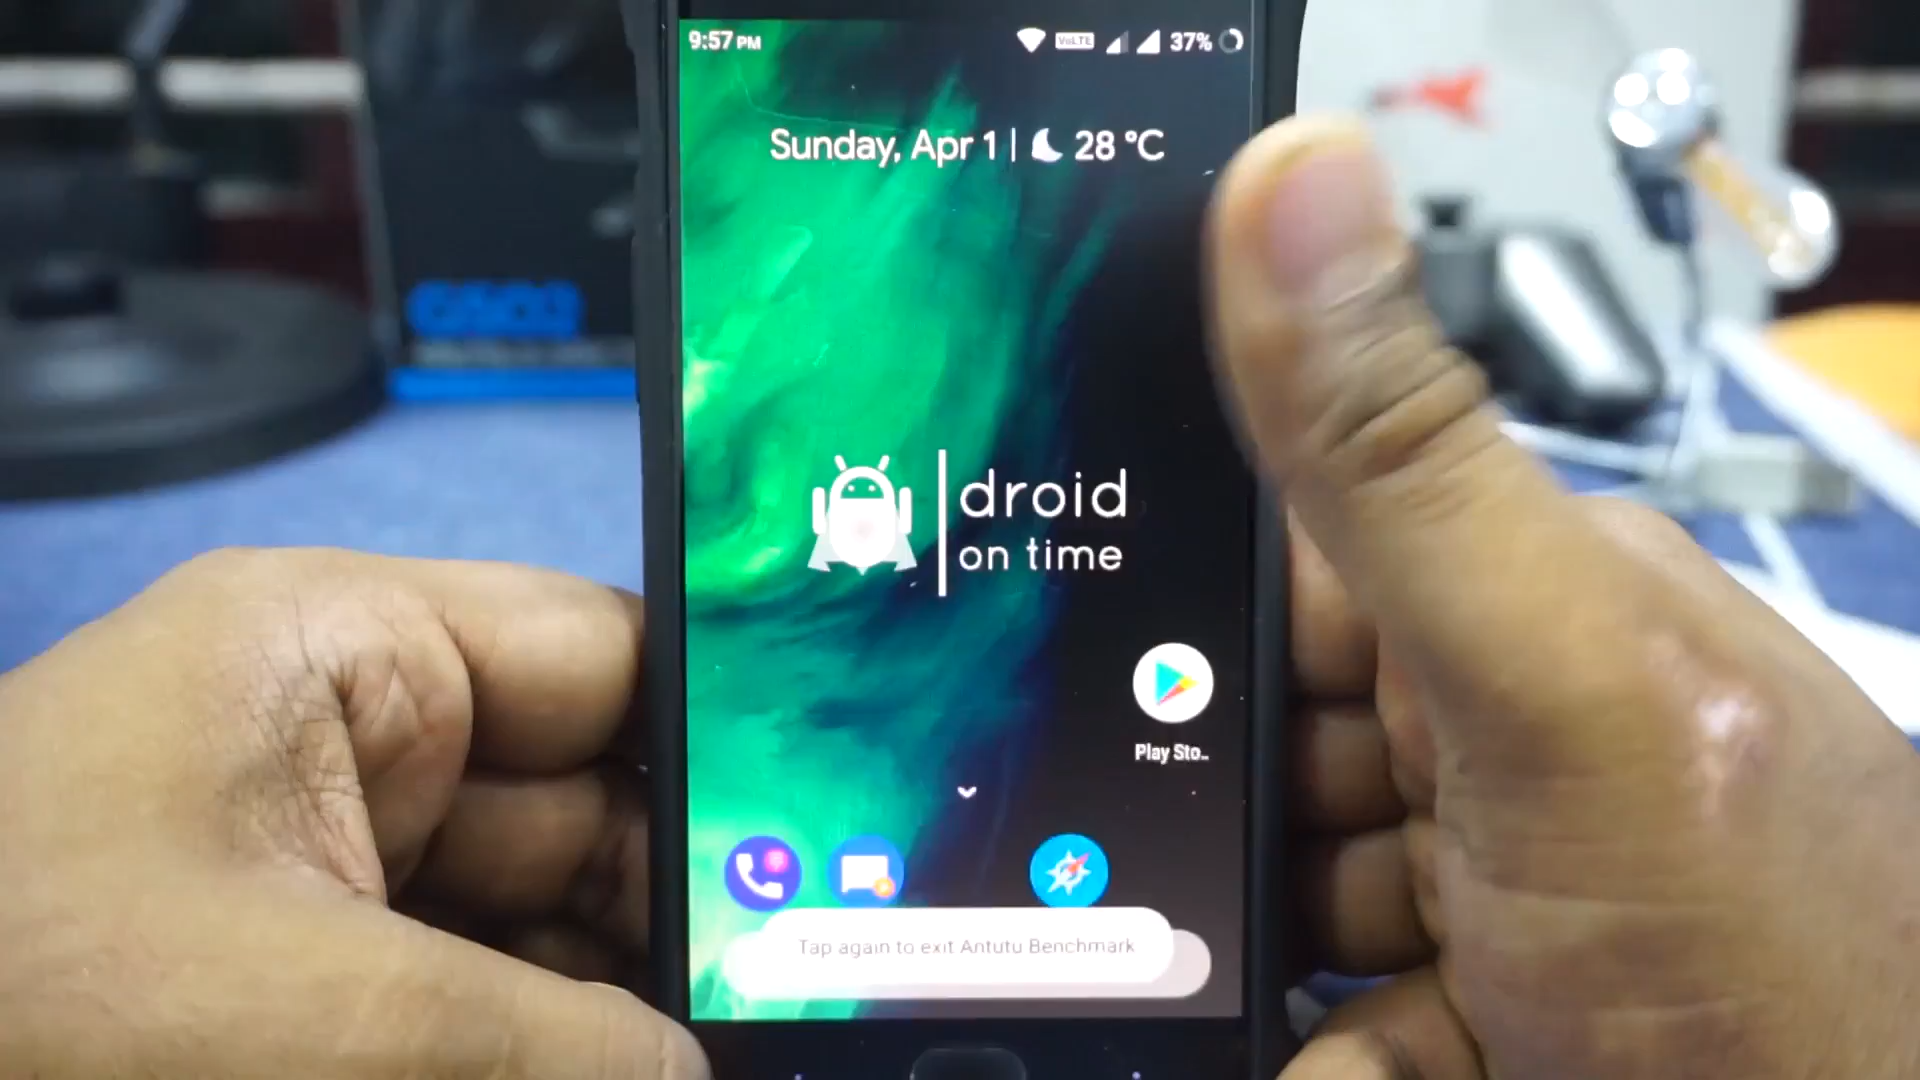 9:57 PM
VoLTE
37%
Sunday, Apr 1 | 28 °C
droid
on time
Play Sto..
Tap again to exit Antutu Benchmark